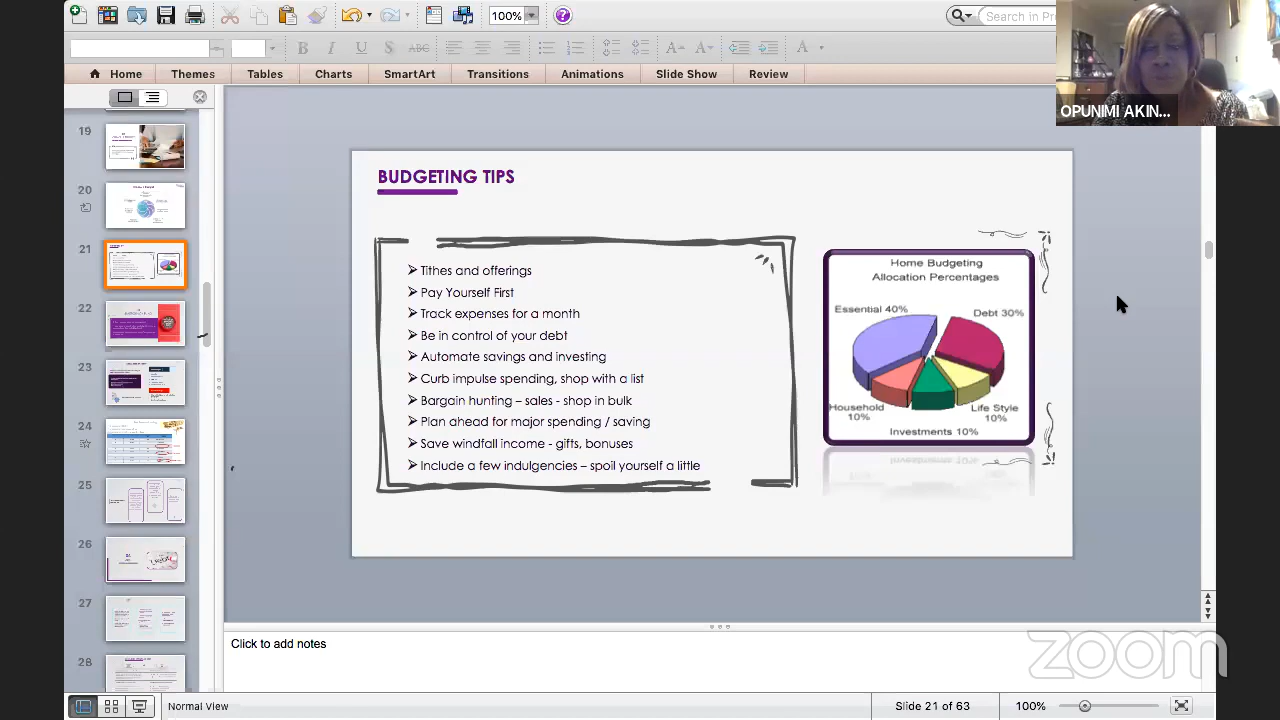 100%
Search in Pr
Home
Themes
Tables
Charts
SmartArt
Transitions
Animations
Slide Show
Review
OPUNIMI AKIN...
19
20
21
22
23
24
25
26
27
28
BUDGETING TIPS
Tithes and offerings
Pay Yourself First
Track expenses for a month
Be in control of your debt
Automate savings and investing
Curb impulse spending, shop with a list
Bargain hunting – sales - shop in bulk
Plan ahead for major spending / saving
Save windfall income - gifts, bonuses
Include a few indulgencies – spoil yourself a little
Home Budgeting
Allocation Percentages
Essential 40%
Debt 30%
Household
10%
Life Style
10%
Investments 10%
Click to add notes
zoom
Normal View
Slide 21 of 63
100%